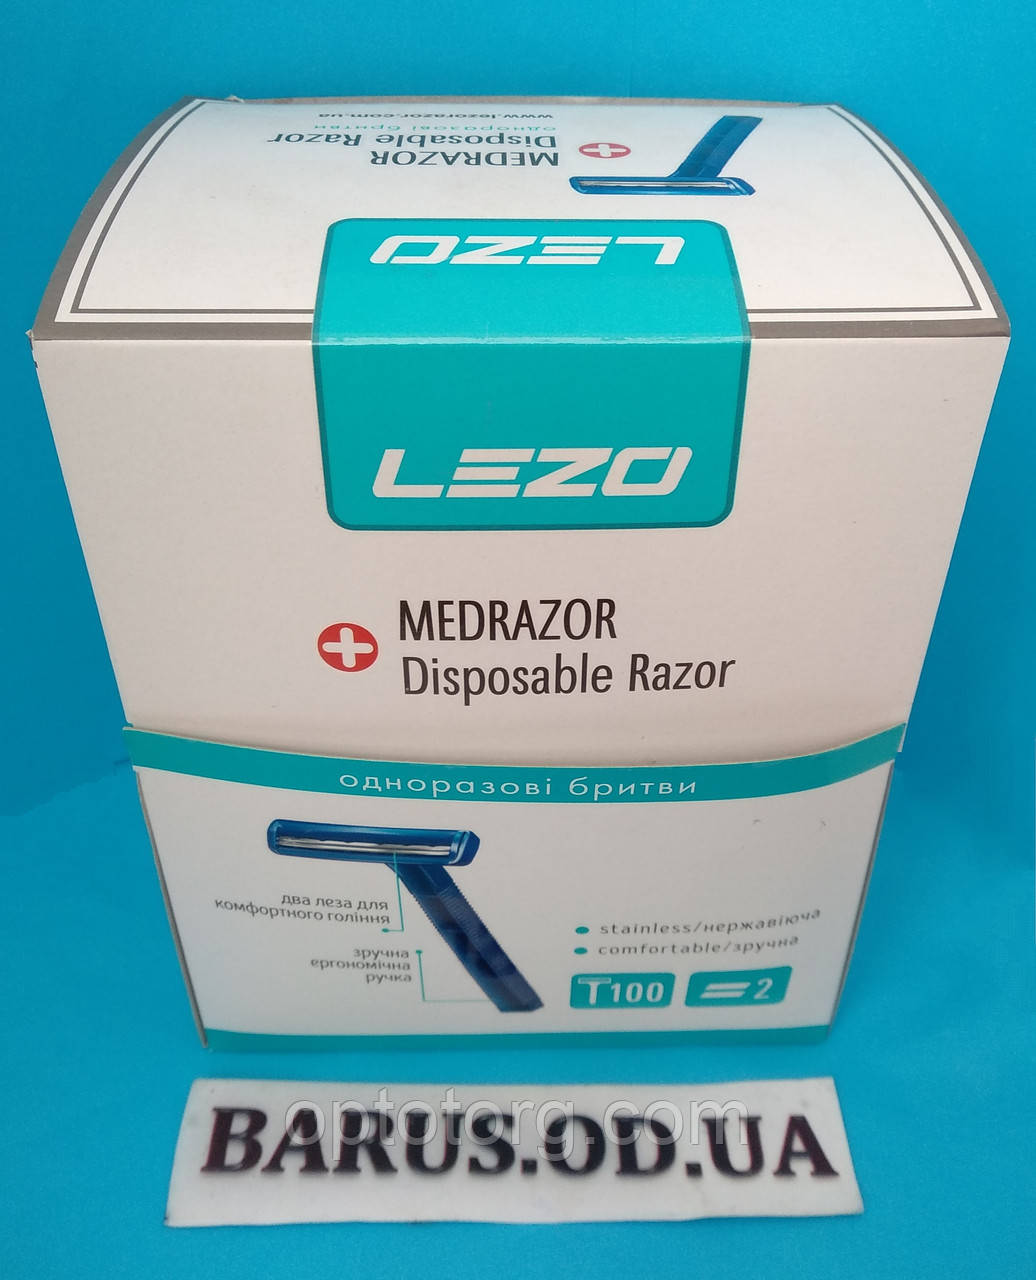 www.lezorazor.com.ua
одноразові бритви
Disposable Razor
MEDRAZOR
LEZO
LEZO
MEDRAZOR
Disposable Razor
одноразові бритви
два леза для
комфортного гоління
зручна
ергономічна
ручка
stainless/нержавіюча
comfortable/зручна
T100
2
BARUS.OD.UA
optotorg.com